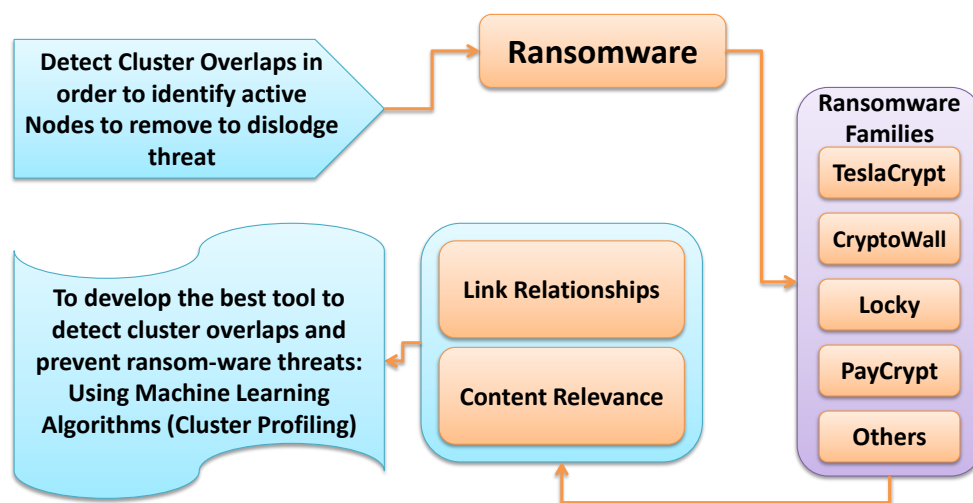 Detect Cluster Overlaps in
order to identify active
Nodes to remove to dislodge
threat
Ransomware
Ransomware
Families
TeslaCrypt
CryptoWall
Locky
PayCrypt
Others
Link Relationships
Content Relevance
To develop the best tool to
detect cluster overlaps and
prevent ransom-ware threats:
Using Machine Learning
Algorithms (Cluster Profiling)